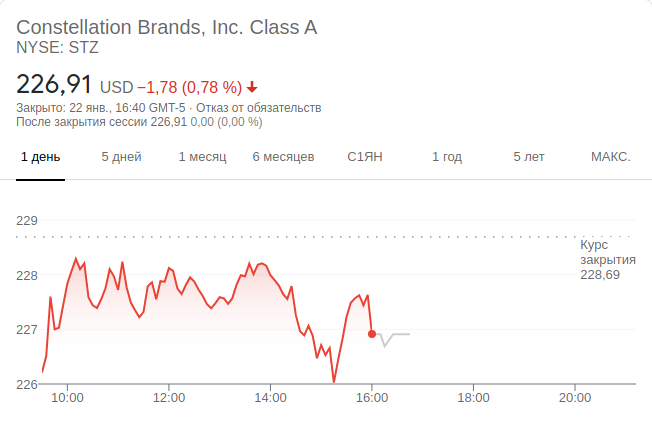 Constellation Brands, Inc. Class A
NYSE: STZ
226,91 USD −1,78 (0,78 %)
Закрыто: 22 янв., 16:40 GMT-5 · Отказ от обязательств
После закрытия сессии 226,91 0,00 (0,00 %)
1 день 5 дней 1 месяц 6 месяцев С1ЯН 1 год 5 лет МАКС.
229
Курс
закрытия
228,69
228
227
226
10:00 12:00 14:00 16:00 18:00 20:00